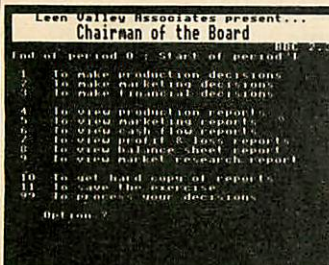 Leen Valley Associates present...
Chairman of the Board
BBC 2..
End of period 0 : Start of period 1
1 To make production decisions
2 To make marketing decisions
3 To make financial decisions
4 To view production reports
5 To view marketing report
6 To view cash flow reports
7 To view profit & loss reports
8 To view balance sheet report
9 To view market research report
10 To get hard copy of reports
11 To save the exercise
99 To process your decisions
Option ?